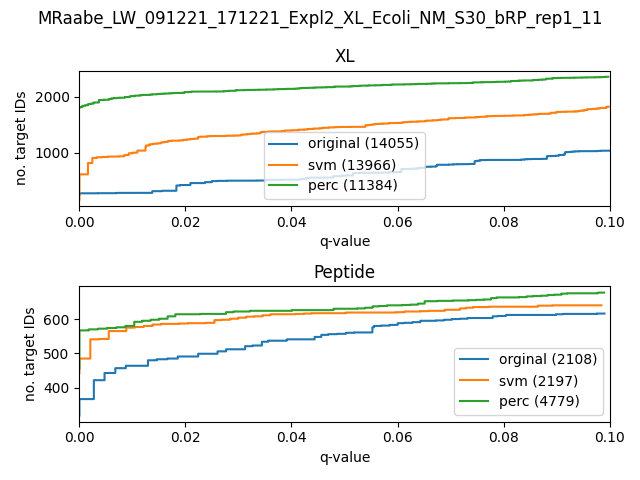 MRaabe_LW_091221_171221_Expl2_XL_Ecoli_NM_S30_bRP_rep1_11
XL
no. target IDs
2000
1000
original (14055)
svm (13966)
perc (11384)
0.00 0.02 0.04 0.06 0.08 0.10
q-value
Peptide
no. target IDs
600
500
400
orginal (2108)
svm (2197)
perc (4779)
0.00 0.02 0.04 0.06 0.08 0.10
q-value